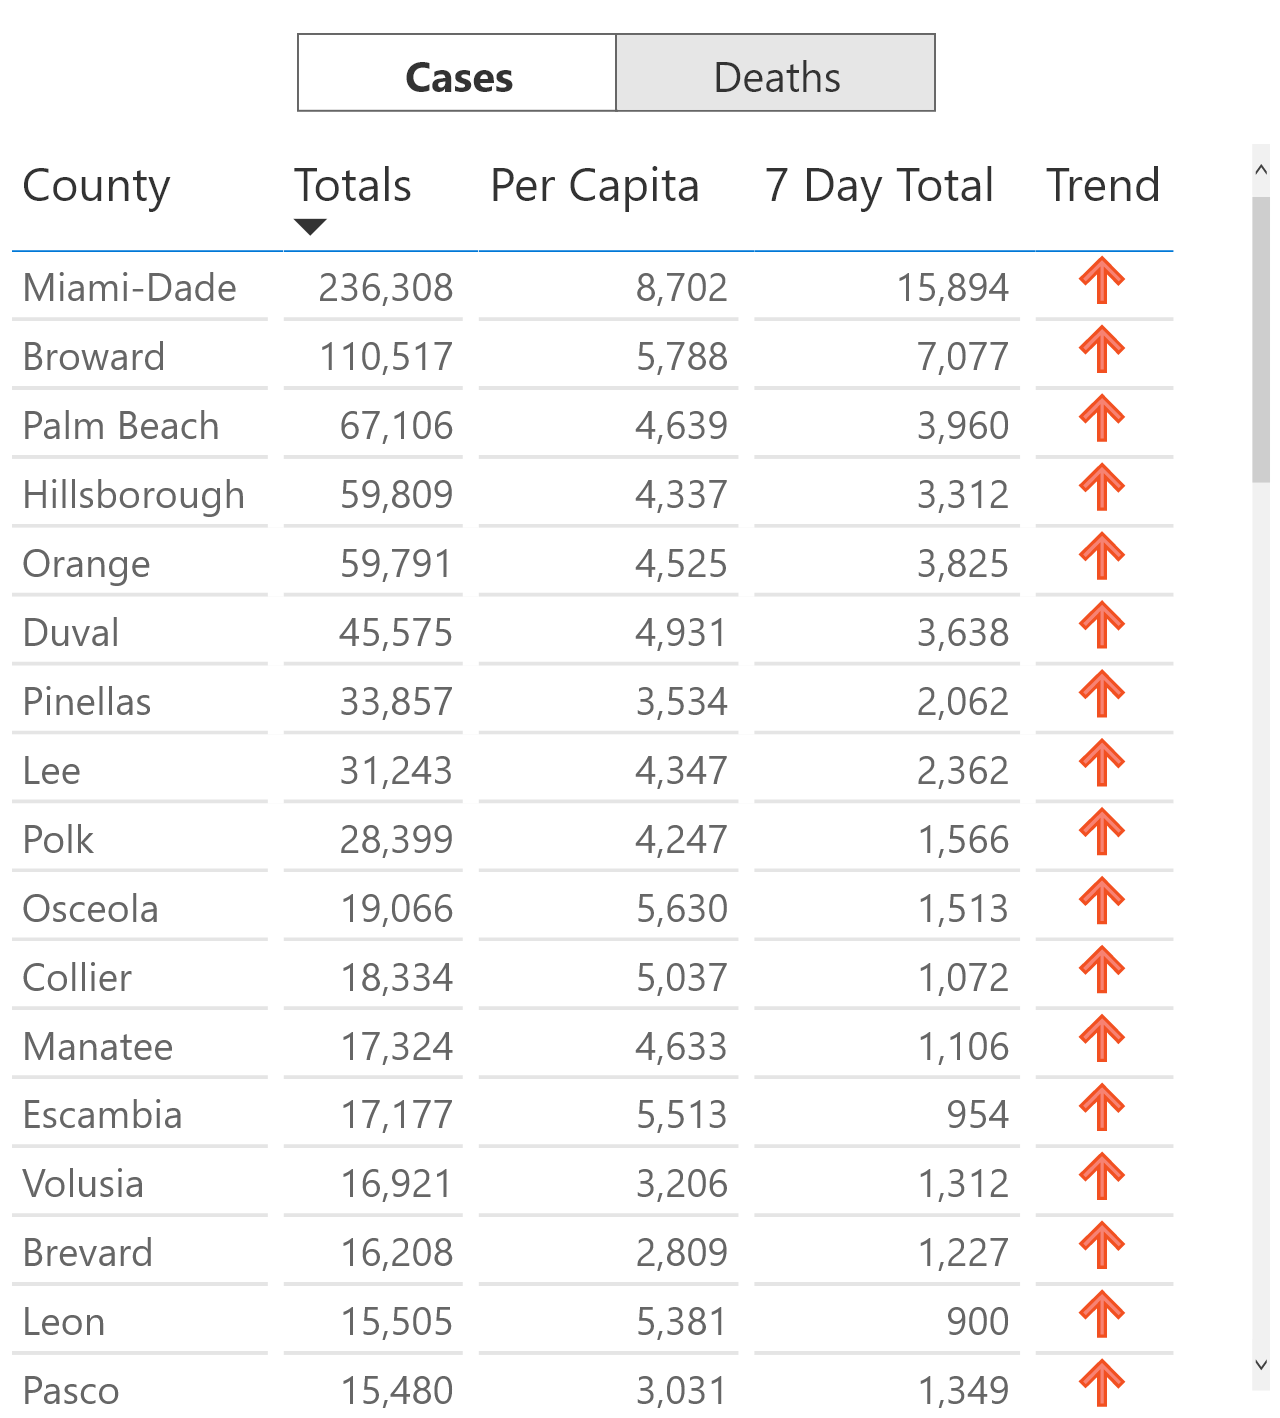 Cases Deaths
County Totals Per Capita 7 Day Total Trend
Miami-Dade 236,308 8,702 15,894
Broward 110,517 5,788 7,077
Palm Beach 67,106 4,639 3,960
Hillsborough 59,809 4,337 3,312
Orange 59,791 4,525 3,825
Duval 45,575 4,931 3,638
Pinellas 33,857 3,534 2,062
Lee 31,243 4,347 2,362
Polk 28,399 4,247 1,566
Osceola 19,066 5,630 1,513
Collier 18,334 5,037 1,072
Manatee 17,324 4,633 1,106
Escambia 17,177 5,513 954
Volusia 16,921 3,206 1,312
Brevard 16,208 2,809 1,227
Leon 15,505 5,381 900
Pasco 15,480 3,031 1,349